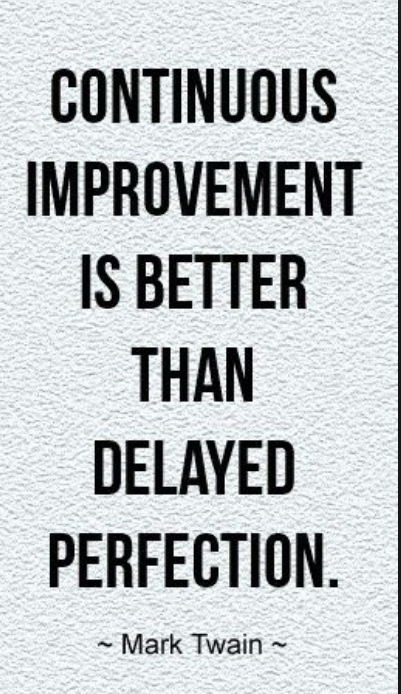 CONTINUOUS
IMPROVEMENT
IS BETTER
THAN
DELAYED
PERFECTION.
~ Mark Twain ~